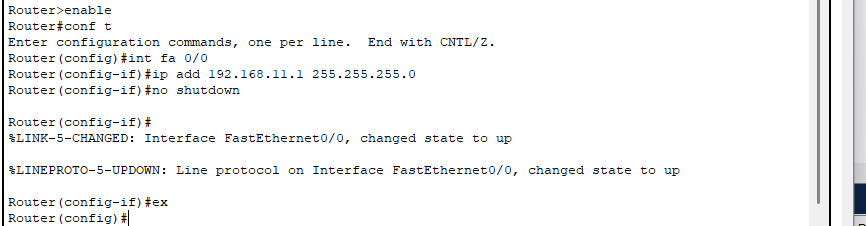 Router>enable
Router#conf t
Enter configuration commands, one per line.  End with CNTL/Z.
Router(config)#int fa 0/0
Router(config-if)#ip add 192.168.11.1 255.255.255.0
Router(config-if)#no shutdown
Router(config-if)#
%LINK-5-CHANGED: Interface FastEthernet0/0, changed state to up
%LINEPROTO-5-UPDOWN: Line protocol on Interface FastEthernet0/0, changed state to up
Router(config-if)#ex
Router(config)#